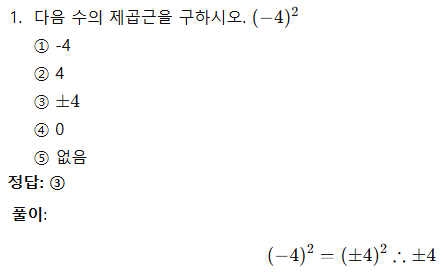 1. 다음 수의 제곱근을 구하시오. (−4)²
① -4
② 4
③ ±4
④ 0
⑤ 없음
정답: ③
풀이:
(−4)² = (±4)² ∴ ±4